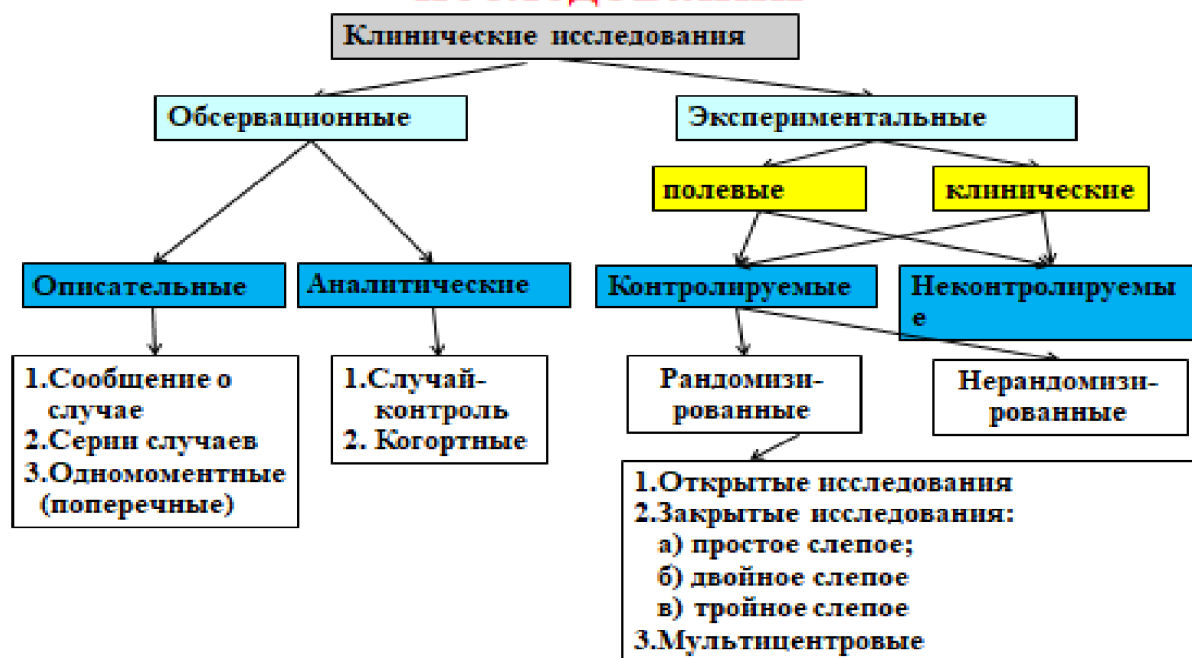 Клинические исследования
Обсервационные
Экспериментальные
полевые
клинические
Описательные
Аналитические
Контролируемые
Неконтролируемы
е
1.Сообщение о
случае
2.Серии случаев
3.Одномоментные
(поперечные)
1.Случай-
контроль
2. Когортные
Рандомизи-
рованные
Нерандомизи-
рованные
1.Открытые исследования
2.Закрытые исследования:
а) простое слепое;
б) двойное слепое
в) тройное слепое
3.Мультицентровые